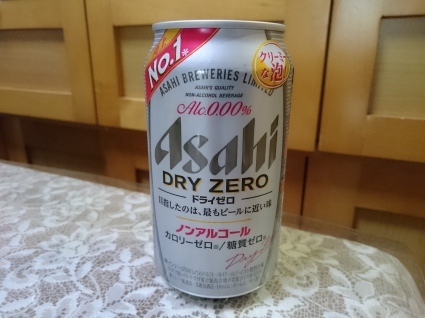 NO.1*
クリーミー
な泡!
ASAHI BREWERIES LIMITED
ASAHI'S QUALITY
NON-ALCOHOL BEVERAGE
Alc.0.00%
Asahi
DRY ZERO
ドライゼロ
目指したのは、最もビールに近い味
ノンアルコール
カロリーゼロ※/糖質ゼロ※